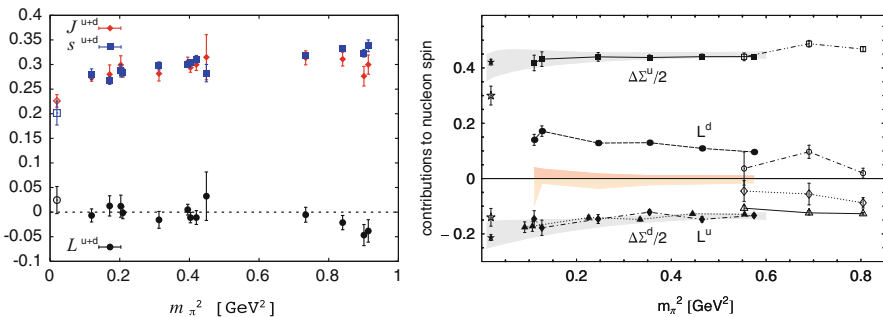 J u+d
s u+d
L u+d
0.4
0.35
0.3
0.25
0.2
0.15
0.1
0.05
0
-0.05
-0.1
0 0.2 0.4 0.6 0.8 1
m π 2 [GeV2]
contributions to nucleon spin
0.4
0.2
0
−0.2
ΔΣu/2
Ld
ΔΣd/2
Lu
0.2 0.4 0.6 0.8
mπ2 [GeV2]